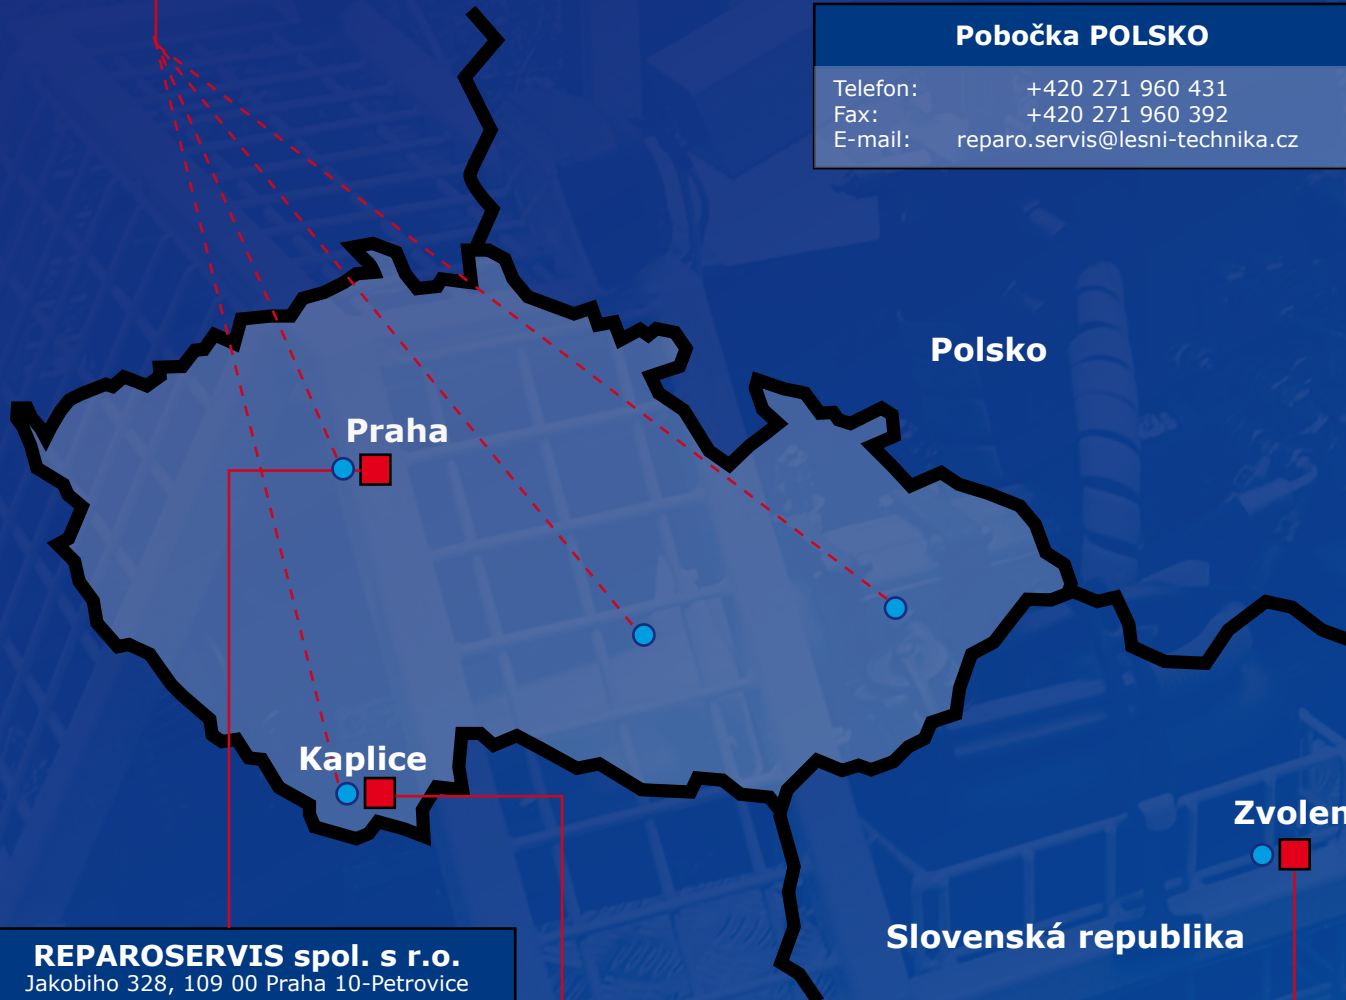 Pobočka POLSKO
Telefon: +420 271 960 431
Fax: +420 271 960 392
E-mail: reparo.servis@lesni-technika.cz
Polsko
Praha
Kaplice
Zvolen
Slovenská republika
REPAROSERVIS spol. s r.o.
Jakobiho 328, 109 00 Praha 10-Petrovice